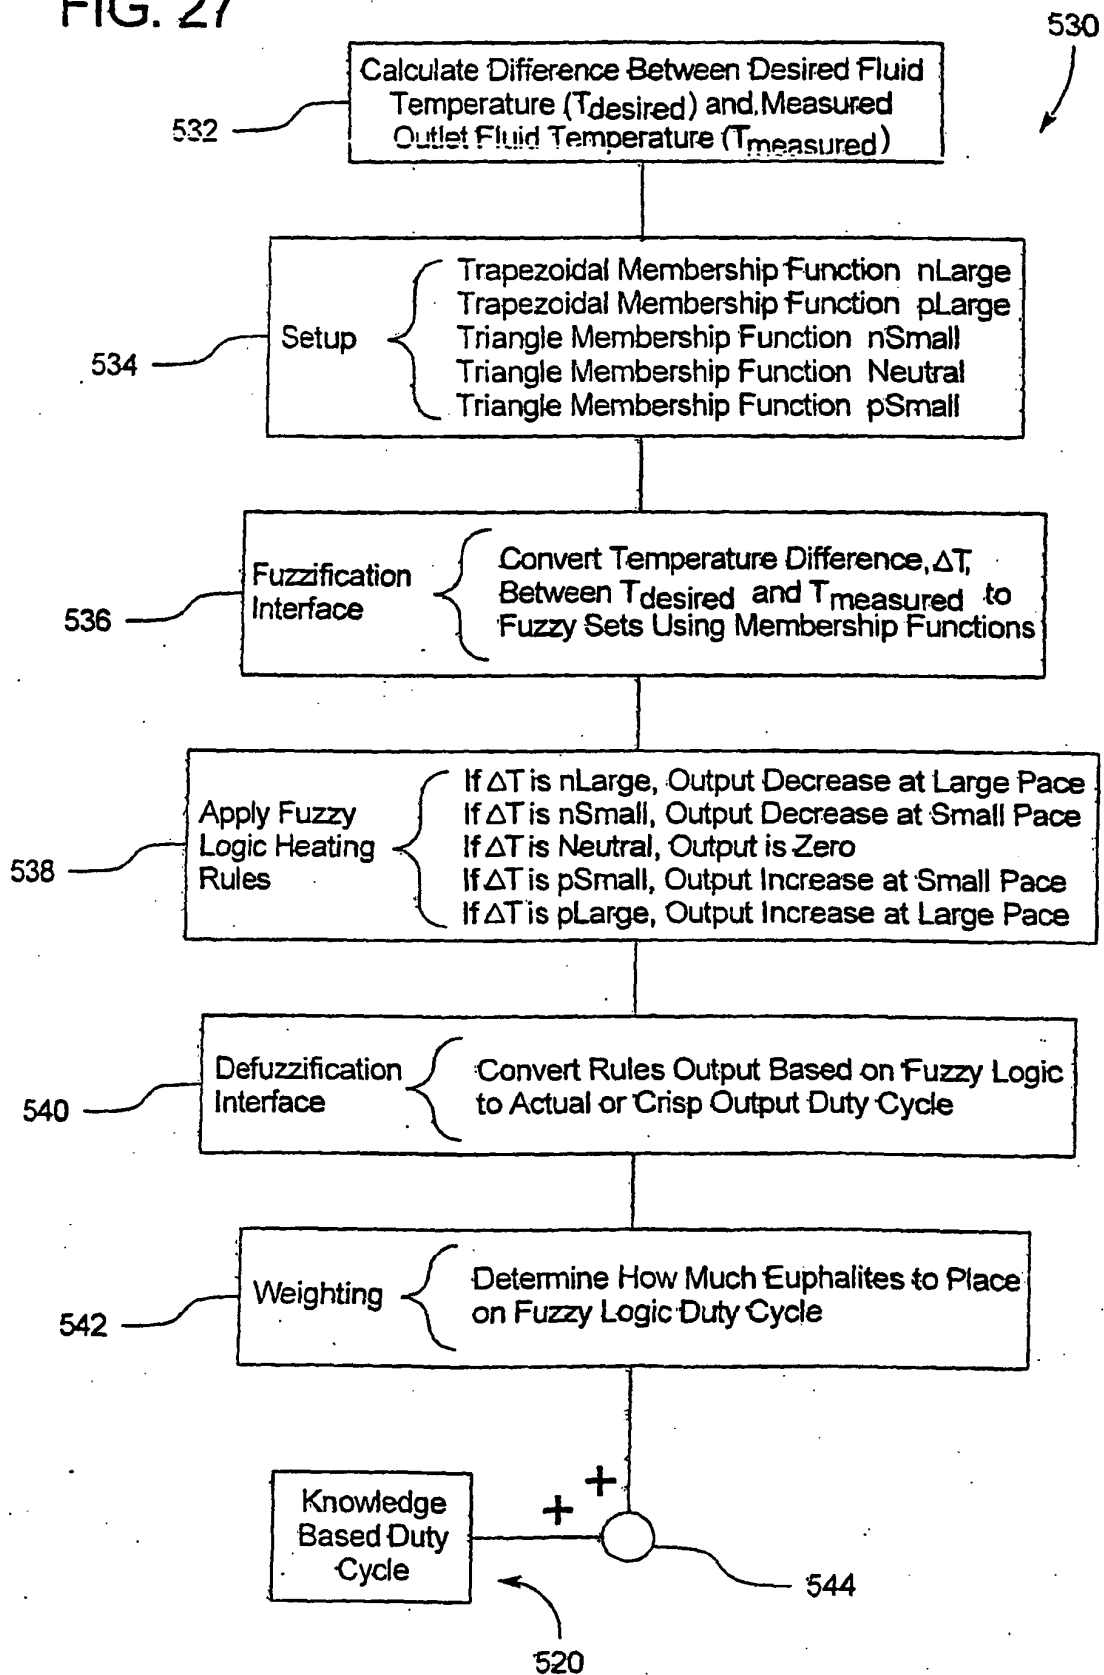 FIG. 27
530
Calculate Difference Between Desired Fluid
Temperature (Tdesired) and Measured
Outlet Fluid Temperature (Tmeasured)
532
Setup
Trapezoidal Membership Function nLarge
Trapezoidal Membership Function pLarge
Triangle Membership Function nSmall
Triangle Membership Function Neutral
Triangle Membership Function pSmall
534
Fuzzification
Interface
Convert Temperature Difference, ΔT,
Between Tdesired and Tmeasured to
Fuzzy Sets Using Membership Functions
536
Apply Fuzzy
Logic Heating
Rules
If ΔT is nLarge, Output Decrease at Large Pace
If ΔT is nSmall, Output Decrease at Small Pace
If ΔT is Neutral, Output is Zero
If ΔT is pSmall, Output Increase at Small Pace
If ΔT is pLarge, Output Increase at Large Pace
538
Defuzzification
Interface
Convert Rules Output Based on Fuzzy Logic
to Actual or Crisp Output Duty Cycle
540
Weighting
Determine How Much Euphalites to Place
on Fuzzy Logic Duty Cycle
542
+
+
Knowledge
Based Duty
Cycle
544
520